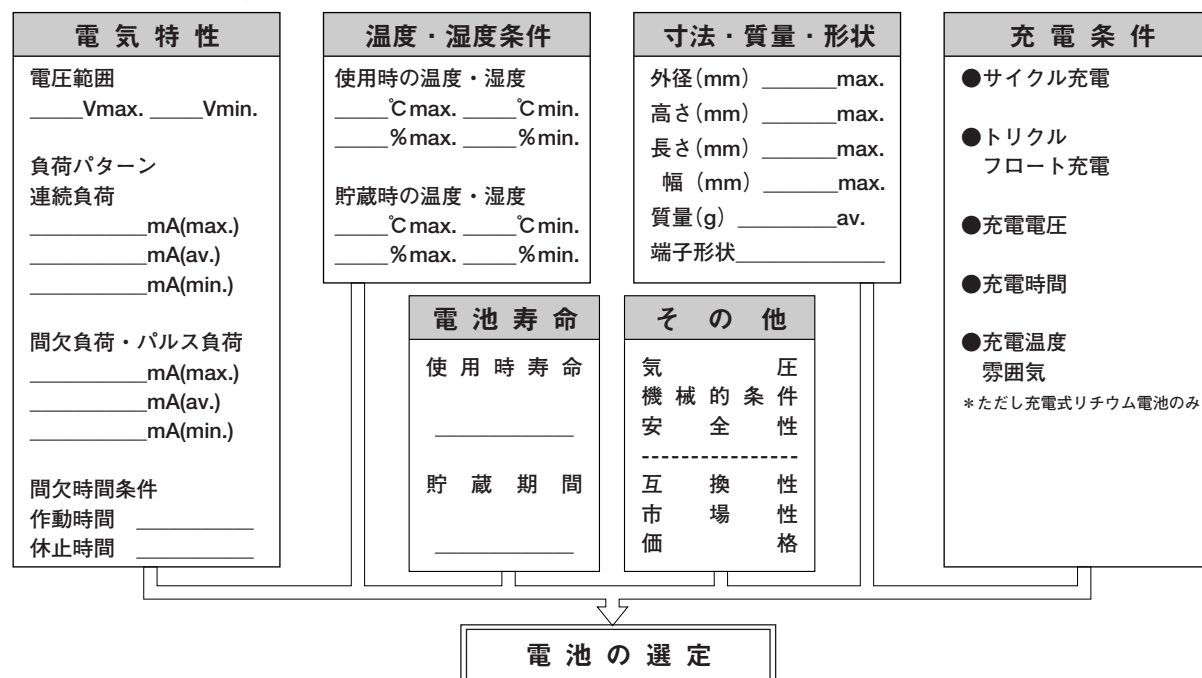 電気特性
電圧範囲
_____Vmax. _____Vmin.
負荷パターン
連続負荷
___________mA(max.)
___________mA(av.)
___________mA(min.)
間欠負荷・パルス負荷
___________mA(max.)
___________mA(av.)
___________mA(min.)
間欠時間条件
作動時間 ___________
休止時間 ___________
温度・湿度条件
使用時の温度・湿度
_____℃max. _____℃min.
_____%max. _____%min.
貯蔵時の温度・湿度
_____℃max. _____℃min.
_____%max. _____%min.
寸法・質量・形状
外径(mm) _______max.
高さ(mm) _______max.
長さ(mm) _______max.
幅 (mm) _______max.
質量(g) _________av.
端子形状______________
電池寿命
使用時寿命
_____________
貯蔵期間
_____________
その他
気圧
機械的条件
安全性
----------------
互換性
市場性
価格
充電条件
●サイクル充電
●トリクル
フロート充電
●充電電圧
●充電時間
●充電温度
雰囲気
*ただし充電式リチウム電池のみ
電池の選定